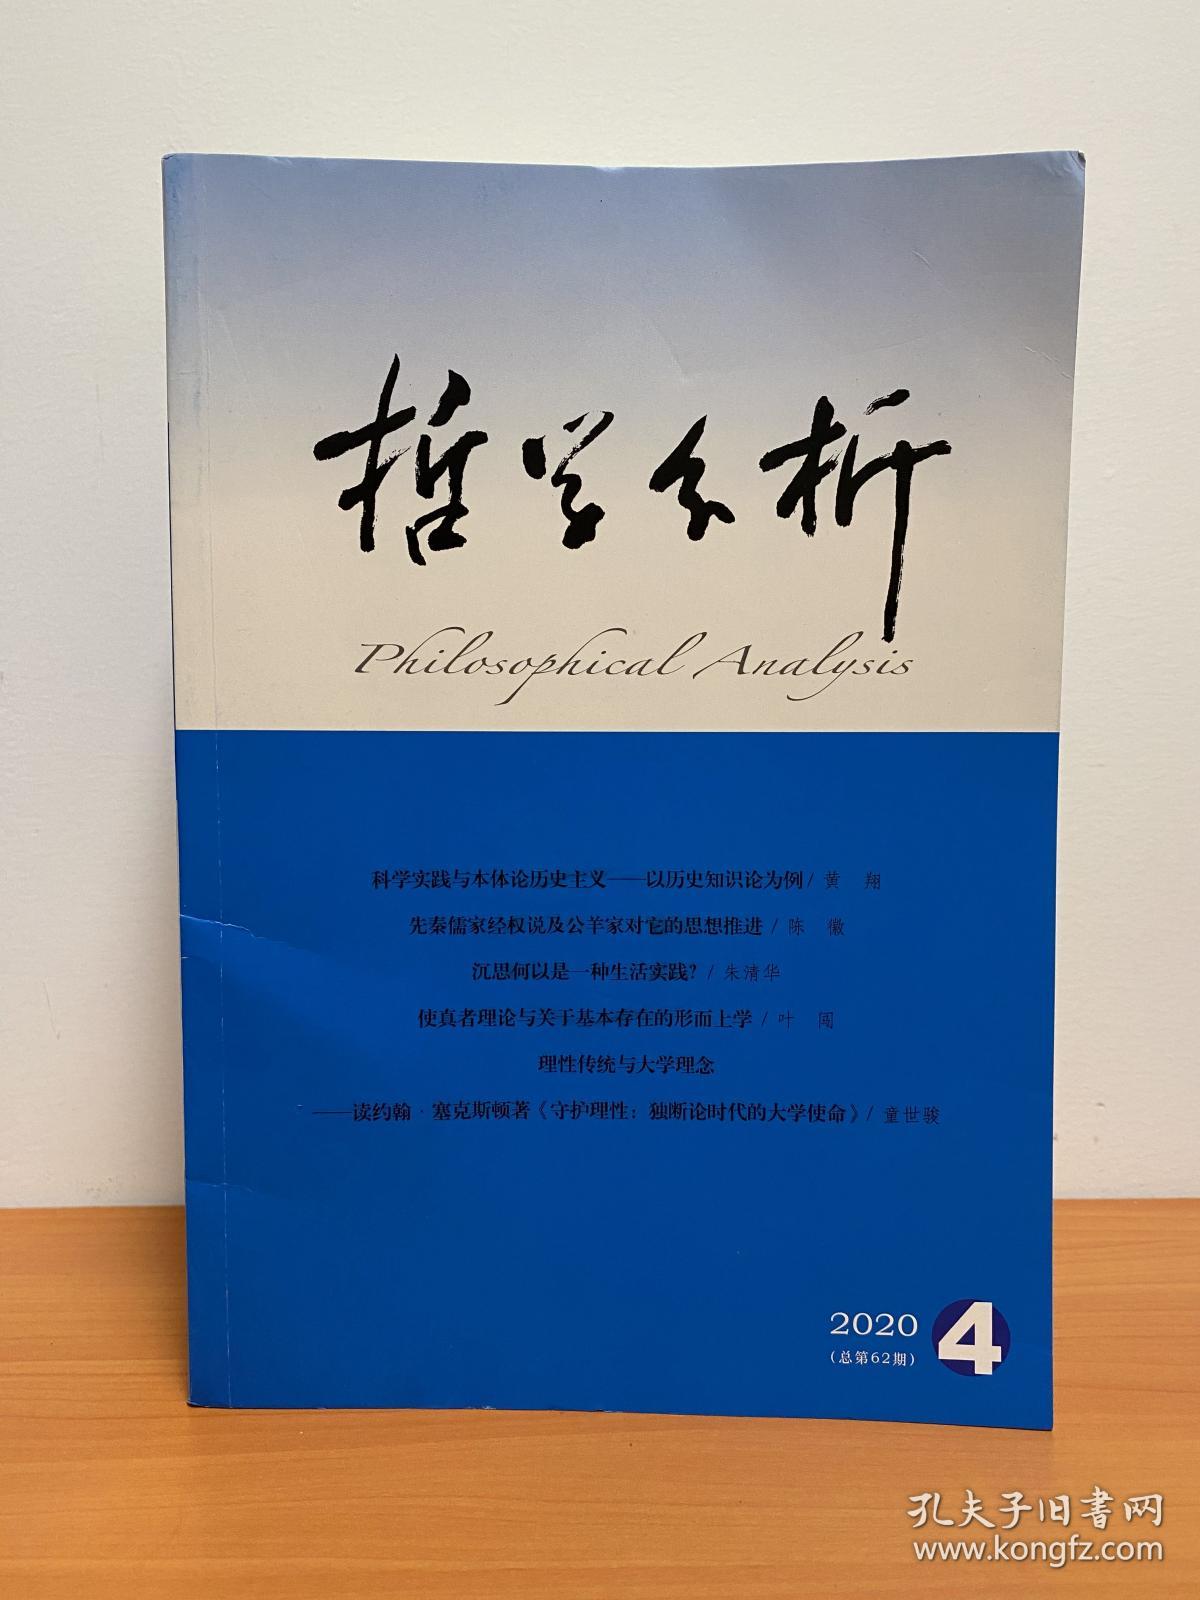 哲学分析
Philosophical Analysis
科学实践与本体论历史主义——以历史知识论为例/黄 翔
先秦儒家经权说及公羊家对它的思想推进/陈 徽
沉思何以是一种生活实践?/朱清华
使真者理论与关于基本存在的形而上学/叶 闯
理性传统与大学理念
——读约翰·塞克斯顿著《守护理性:独断论时代的大学使命》/童世骏
2020 4
(总第62期)
孔夫子旧书网
www.kongfz.com